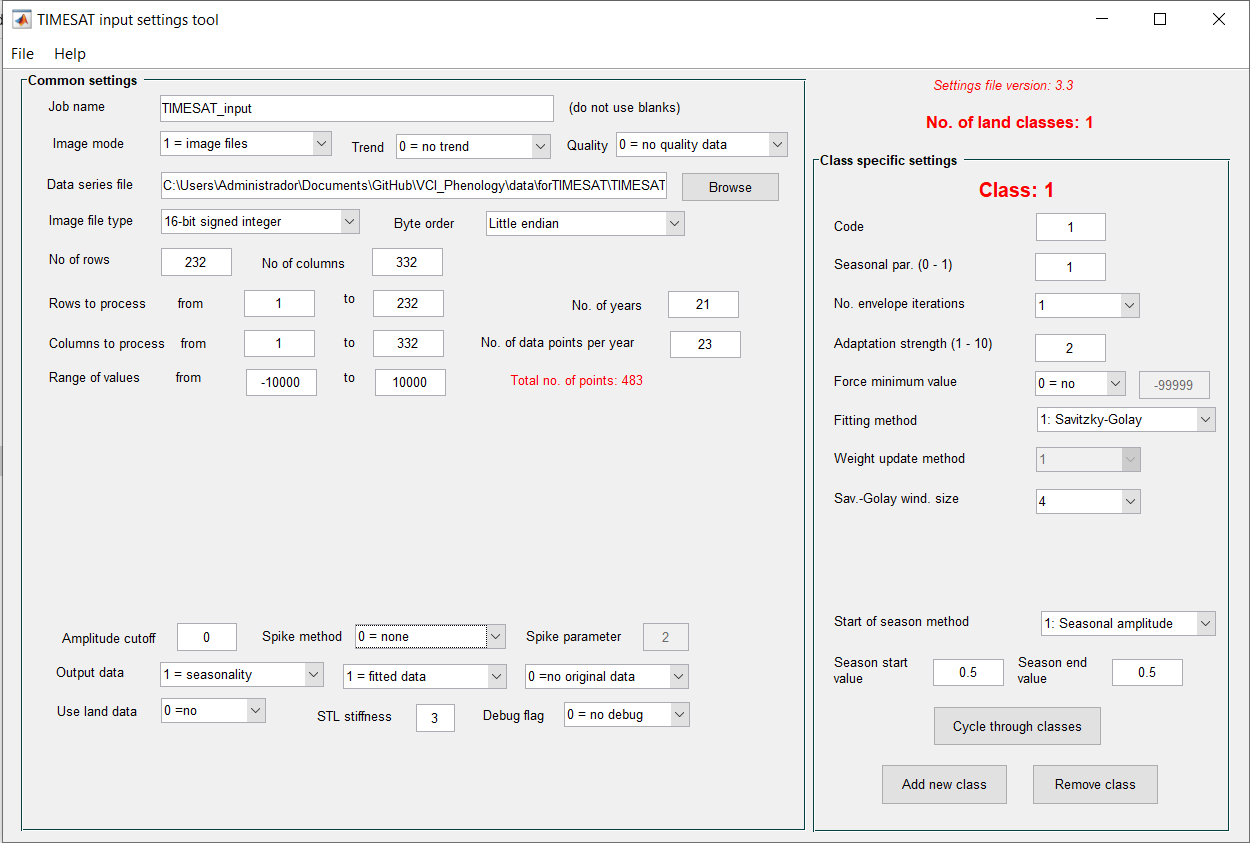 TIMESAT input settings tool
File Help
Common settings
Job name TIMESAT_input (do not use blanks)
Image mode 1 = image files Trend 0 = no trend Quality 0 = no quality data
Data series file C:\Users\Administrador\Documents\GitHub\VCI_Phenology\data\forTIMESAT\TIMESAT Browse
Image file type 16-bit signed integer Byte order Little endian
No of rows 232 No of columns 332
Rows to process from 1 to 232 No. of years 21
Columns to process from 1 to 332 No. of data points per year 23
Range of values from -10000 to 10000 Total no. of points: 483
Amplitude cutoff 0 Spike method 0 = none Spike parameter 2
Output data 1 = seasonality 1 = fitted data 0 =no original data
Use land data 0 =no STL stiffness 3 Debug flag 0 = no debug
Settings file version: 3.3
No. of land classes: 1
Class specific settings
Class: 1
Code 1
Seasonal par. (0 - 1) 1
No. envelope iterations 1
Adaptation strength (1 - 10) 2
Force minimum value 0 = no -99999
Fitting method 1: Savitzky-Golay
Weight update method 1
Sav.-Golay wind. size 4
Start of season method 1: Seasonal amplitude
Season start value 0.5 Season end value 0.5
Cycle through classes
Add new class Remove class